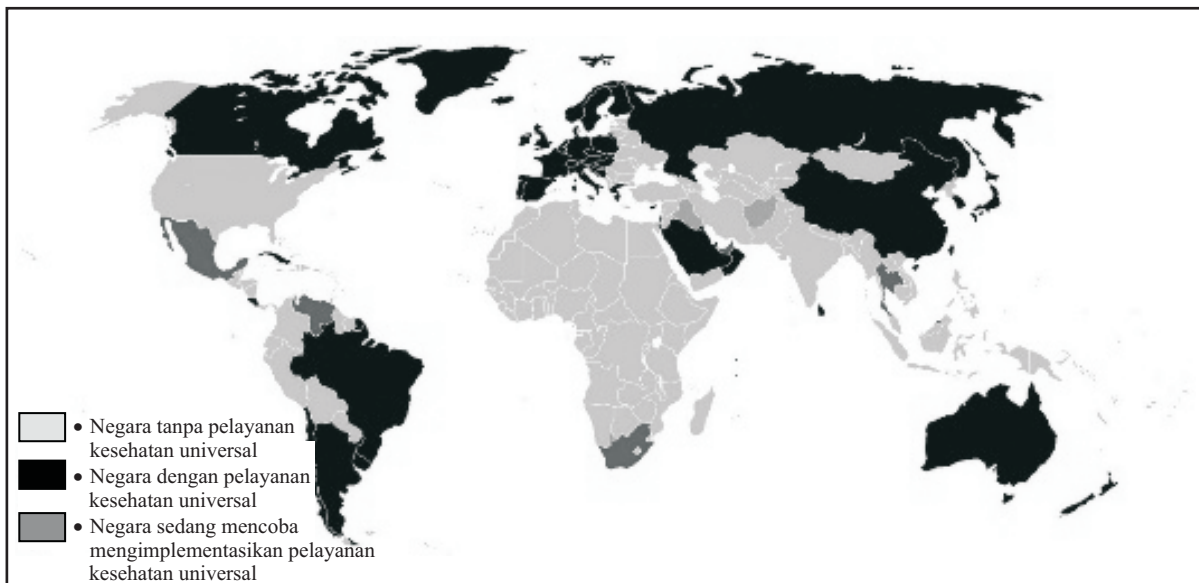 • Negara tanpa pelayanan
kesehatan universal
• Negara dengan pelayanan
kesehatan universal
• Negara sedang mencoba
mengimplementasikan pelayanan
kesehatan universal